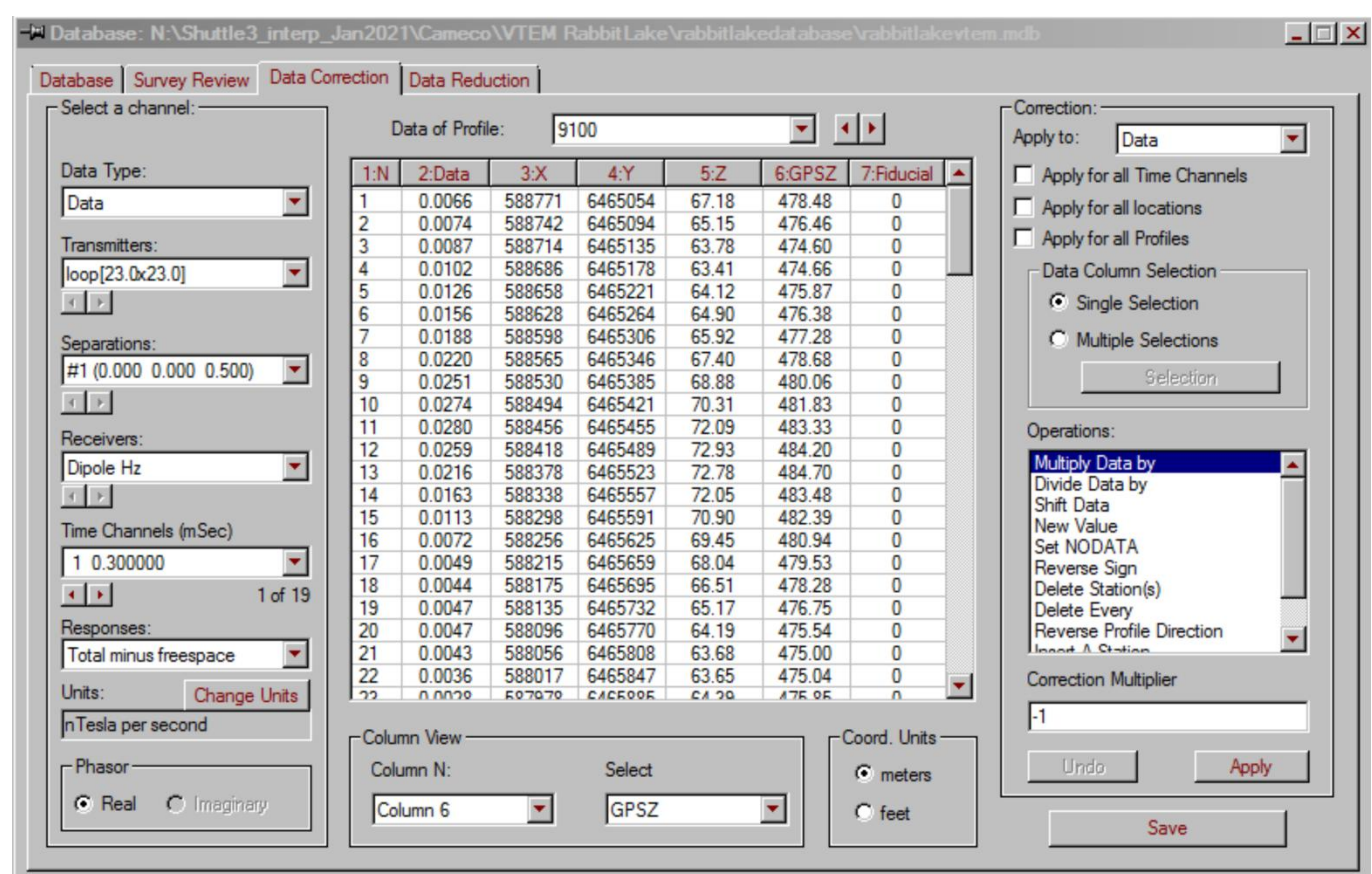 Database: N:\Shuttle3_interp_Jan2021\Cameco\VTEM RabbitLake\rabbitlakedatabase\rabbitlakevtem.mdb
Database Survey Review Data Correction Data Reduction
Select a channel:
Data Type:
Data
Transmitters:
loop[23.0x23.0]
Separations:
#1 (0.000 0.000 0.500)
Receivers:
Dipole Hz
Time Channels (mSec)
1 0.300000
1 of 19
Responses:
Total minus freespace
Units:
Change Units
nTesla per second
Phasor
Real Imaginary
Data of Profile: 9100
1:N 2:Data 3:X 4:Y 5:Z 6:GPSZ 7:Fiducial
1 0.0066 588771 6465054 67.18 478.48 0
2 0.0074 588742 6465094 65.15 476.46 0
3 0.0087 588714 6465135 63.78 474.60 0
4 0.0102 588686 6465178 63.41 474.66 0
5 0.0126 588658 6465221 64.12 475.87 0
6 0.0156 588628 6465264 64.90 476.38 0
7 0.0188 588598 6465306 65.92 477.28 0
8 0.0220 588565 6465346 67.40 478.68 0
9 0.0251 588530 6465385 68.88 480.06 0
10 0.0274 588494 6465421 70.31 481.83 0
11 0.0280 588456 6465455 72.09 483.33 0
12 0.0259 588418 6465489 72.93 484.20 0
13 0.0216 588378 6465523 72.78 484.70 0
14 0.0163 588338 6465557 72.05 483.48 0
15 0.0113 588298 6465591 70.90 482.39 0
16 0.0072 588256 6465625 69.45 480.94 0
17 0.0049 588215 6465659 68.04 479.53 0
18 0.0044 588175 6465695 66.51 478.28 0
19 0.0047 588135 6465732 65.17 476.75 0
20 0.0047 588096 6465770 64.19 475.54 0
21 0.0043 588056 6465808 63.68 475.00 0
22 0.0036 588017 6465847 63.65 475.04 0
23 0.0028 587978 6465885 64.29 475.85 0
Column View
Column N: Select
Column 6 GPSZ
Coord. Units
meters
feet
Correction:
Apply to: Data
Apply for all Time Channels
Apply for all locations
Apply for all Profiles
Data Column Selection
Single Selection
Multiple Selections
Selection
Operations:
Multiply Data by
Divide Data by
Shift Data
New Value
Set NODATA
Reverse Sign
Delete Station(s)
Delete Every
Reverse Profile Direction
Insert A Station
Correction Multiplier
-1
Undo Apply
Save